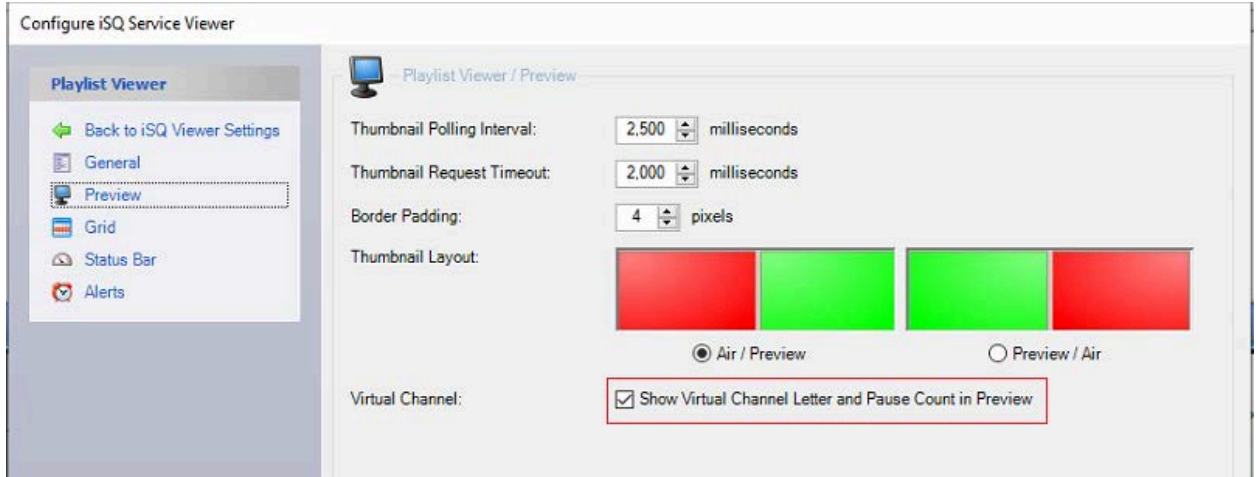 Configure iSQ Service Viewer
Playlist Viewer
Back to iSQ Viewer Settings
General
Preview
Grid
Status Bar
Alerts
Playlist Viewer / Preview
Thumbnail Polling Interval: 2,500 milliseconds
Thumbnail Request Timeout: 2,000 milliseconds
Border Padding: 4 pixels
Thumbnail Layout:
Air / Preview Preview / Air
Virtual Channel: Show Virtual Channel Letter and Pause Count in Preview